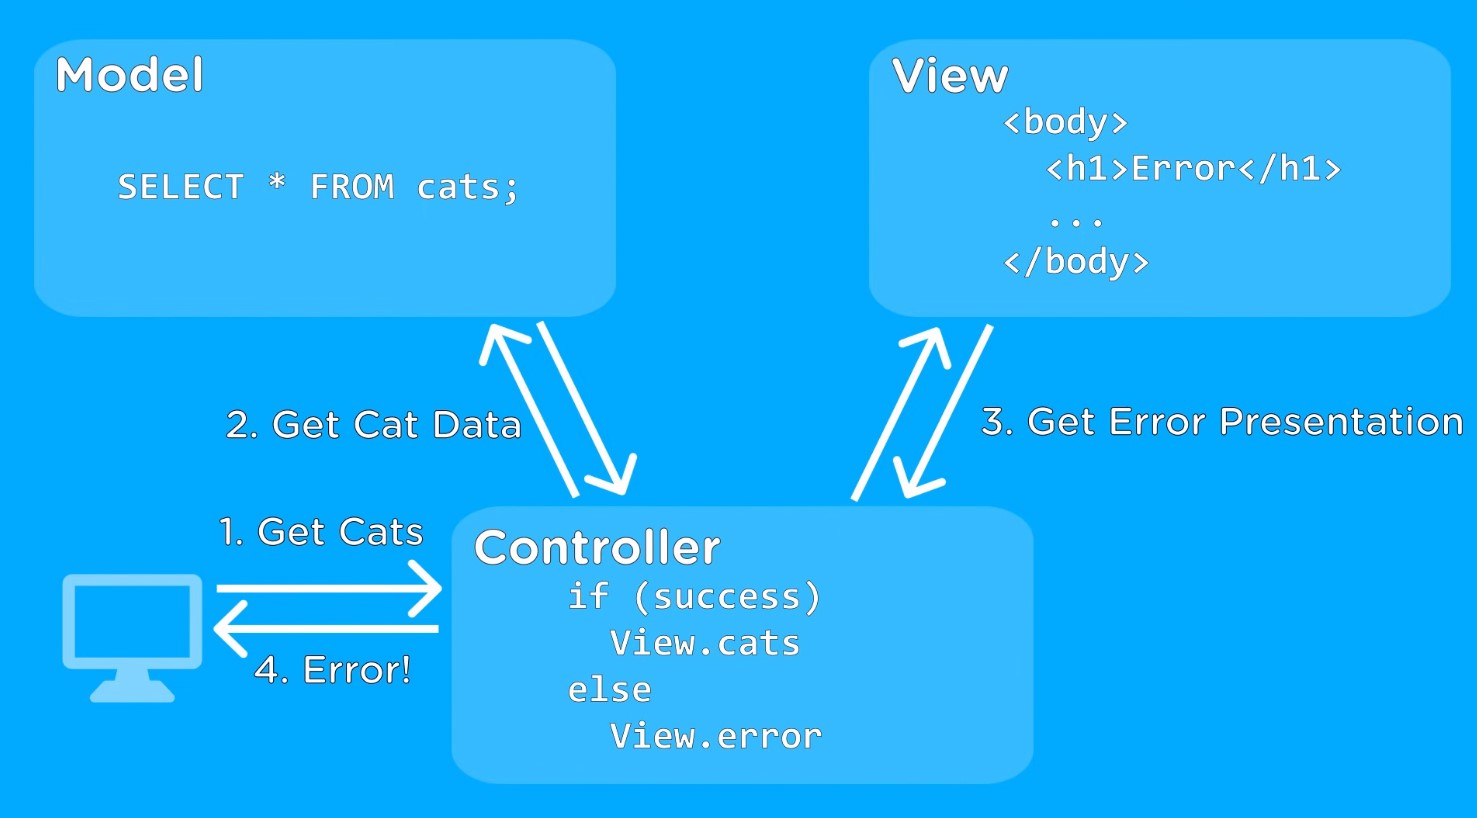 Model
SELECT * FROM cats;
View
<body>
<h1>Error</h1>
...
</body>
2. Get Cat Data
3. Get Error Presentation
1. Get Cats
4. Error!
Controller
if (success)
View.cats
else
View.error